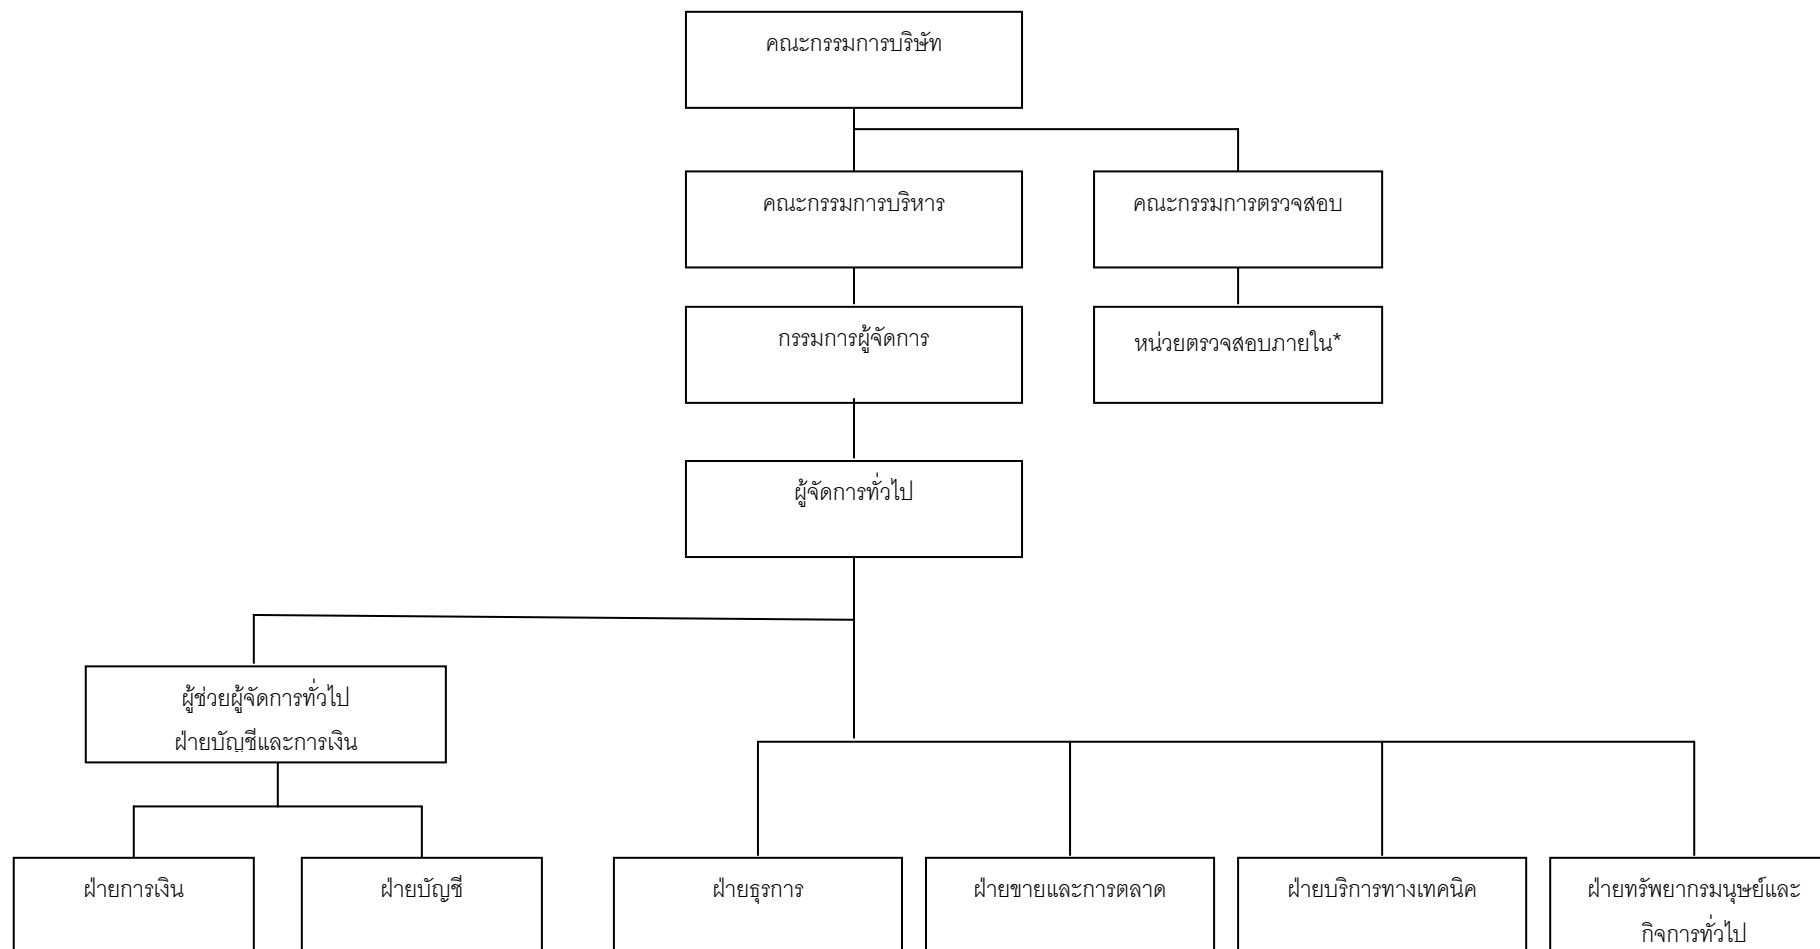 คณะกรรมการบริษัท
คณะกรรมการบริหาร
คณะกรรมการตรวจสอบ
กรรมการผู้จัดการ
หน่วยตรวจสอบภายใน*
ผู้จัดการทั่วไป
ผู้ช่วยผู้จัดการทั่วไป
ฝ่ายบัญชีและการเงิน
ฝ่ายการเงิน
ฝ่ายบัญชี
ฝ่ายธุรการ
ฝ่ายขายและการตลาด
ฝ่ายบริการทางเทคนิค
ฝ่ายทรัพยากรมนุษย์และ
กิจการทั่วไป